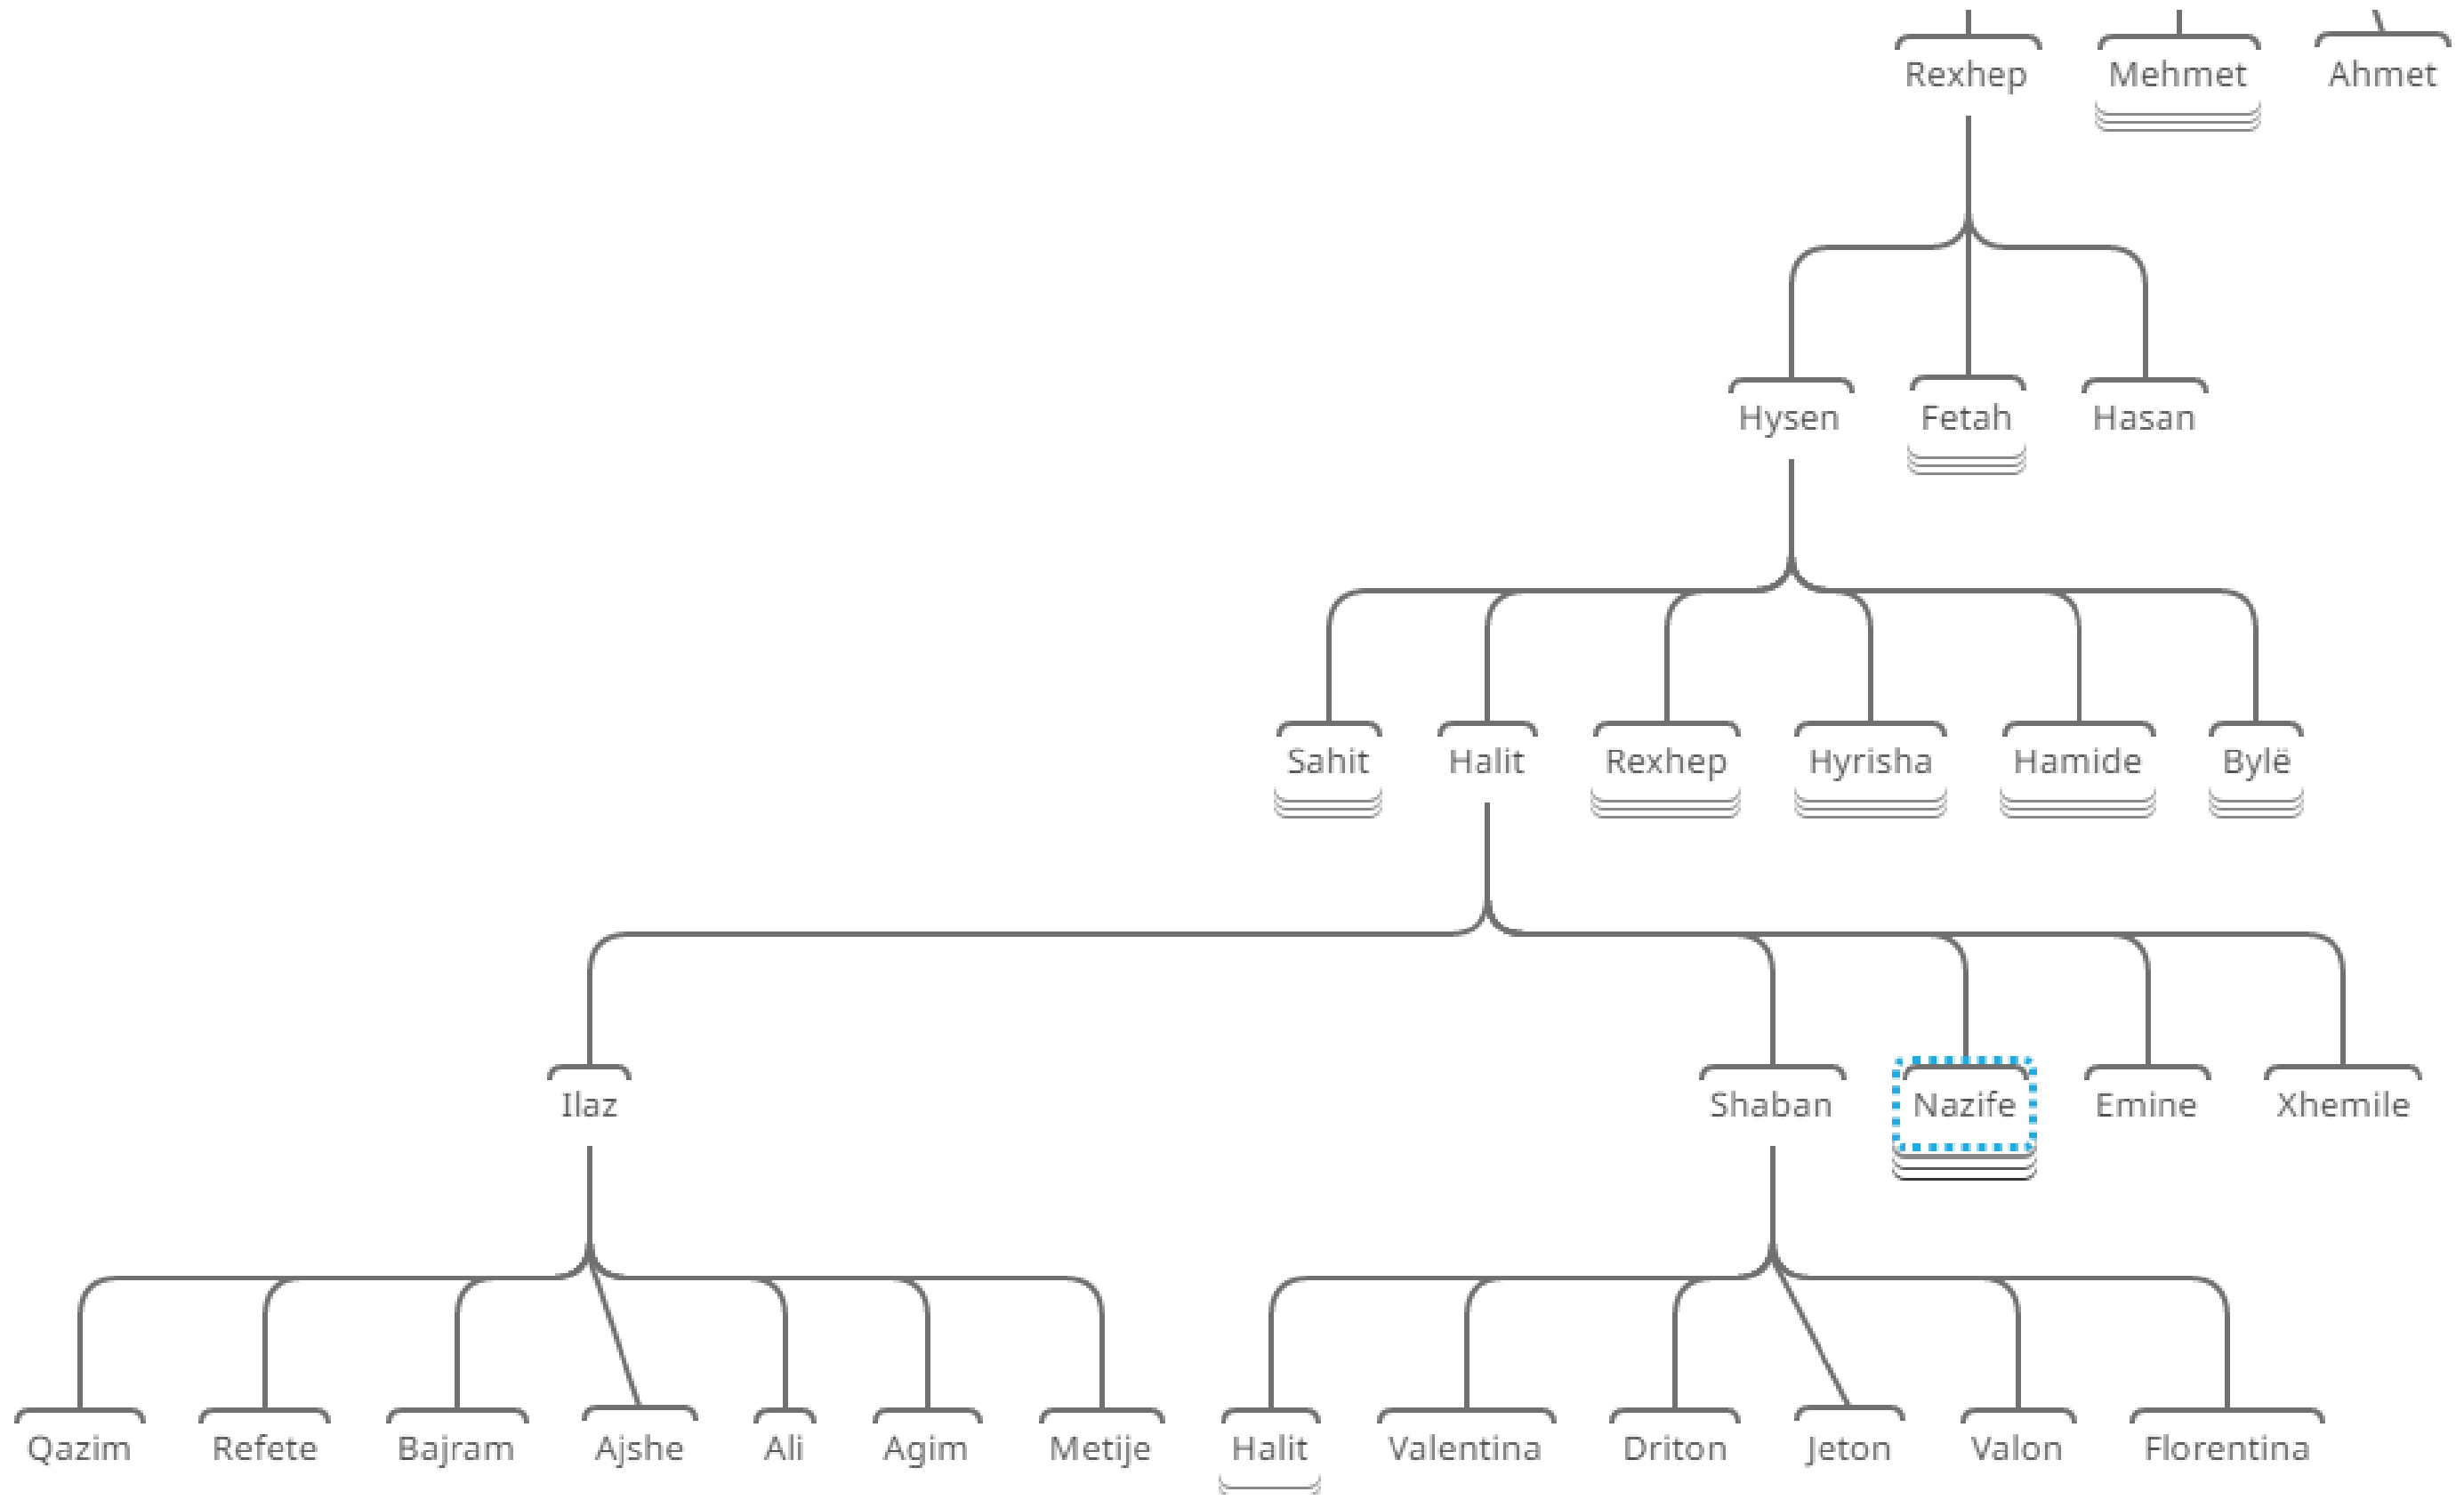 Rexhep Mehmet Ahmet
Hysen Fetah Hasan
Sahit Halit Rexhep Hyrisha Hamide Bylë
Ilaz Shaban Nazife Emine Xhemile
Qazim Refete Bajram Ajshe Ali Agim Metije Halit Valentina Driton Jeton Valon Florentina